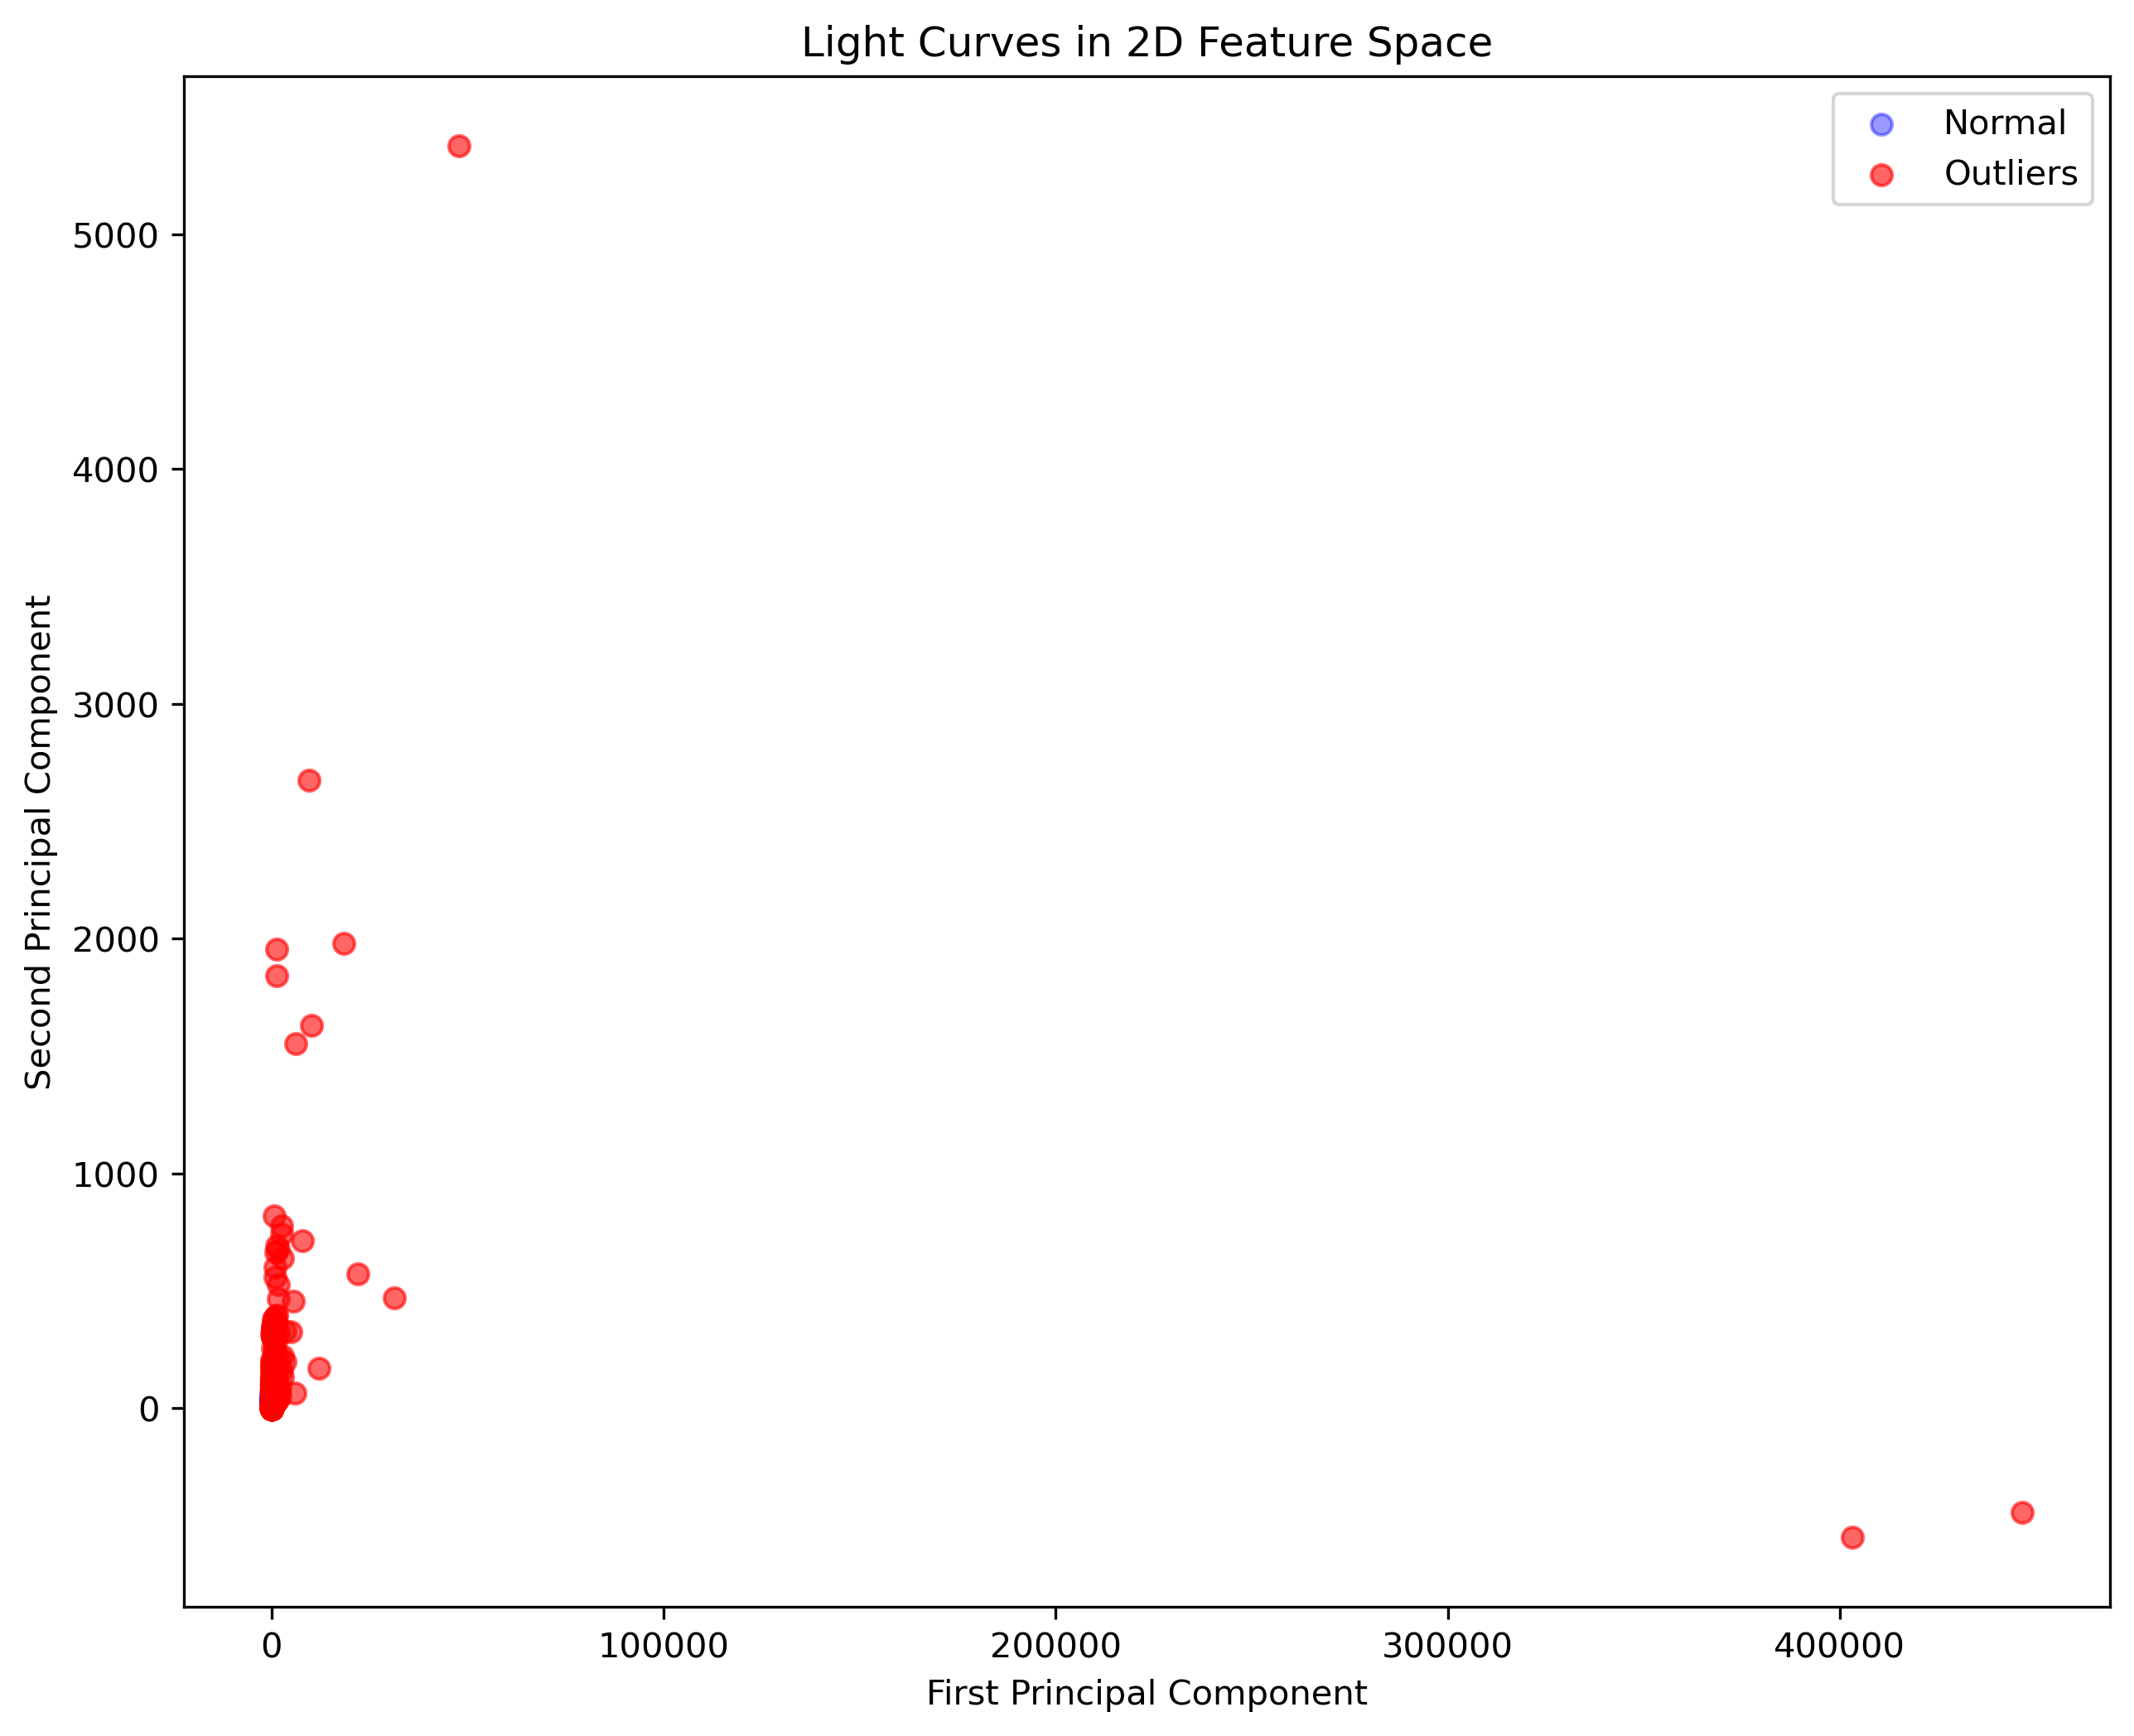 Light Curves in 2D Feature Space
Normal
Outliers
Second Principal Component
5000
4000
3000
2000
1000
0
0
100000
200000
300000
400000
First Principal Component